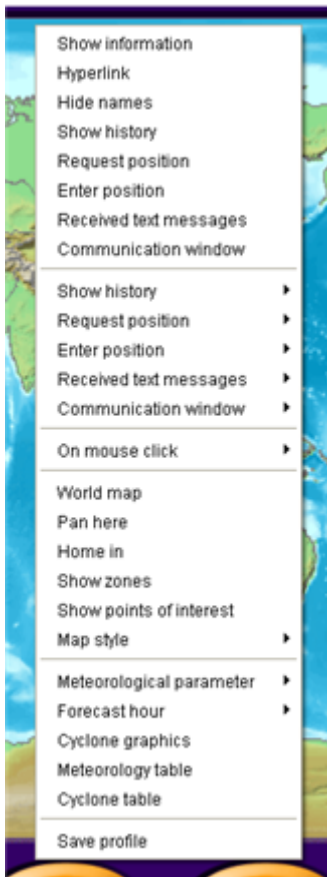 Show information
Hyperlink
Hide names
Show history
Request position
Enter position
Received text messages
Communication window
Show history
Request position
Enter position
Received text messages
Communication window
On mouse click
World map
Pan here
Home in
Show zones
Show points of interest
Map style
Meteorological parameter
Forecast hour
Cyclone graphics
Meteorology table
Cyclone table
Save profile